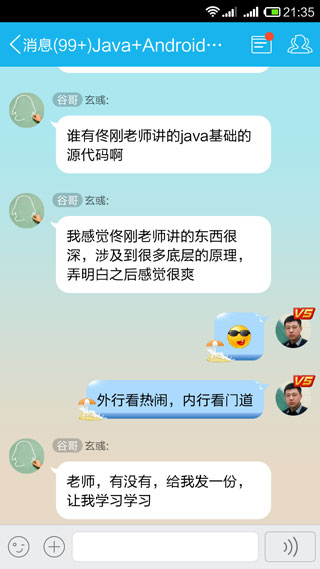 21:35
消息(99+)Java+Android…
谷哥 玄彧:
谁有佟刚老师讲的java基础的
源代码啊
谷哥 玄彧:
我感觉佟刚老师讲的东西很
深，涉及到很多底层的原理，
弄明白之后感觉很爽
V5
V5
外行看热闹，内行看门道
谷哥 玄彧:
老师，有没有，给我发一份，
让我学习学习